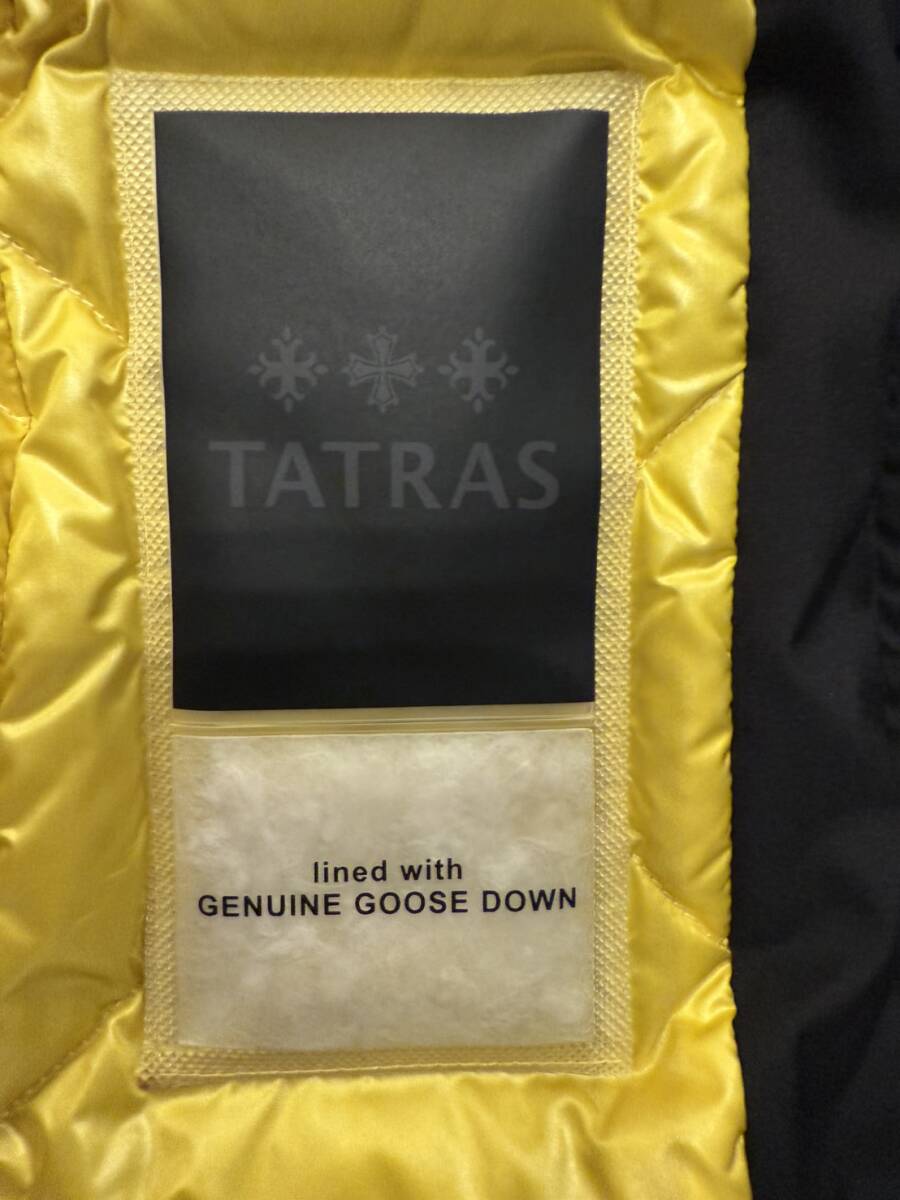 TATRAS
lined with
GENUINE GOOSE DOWN